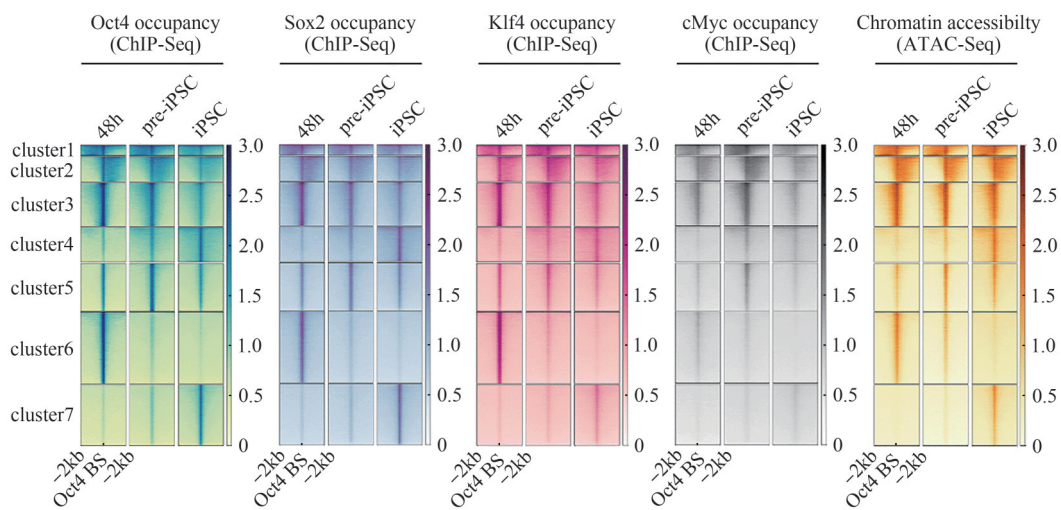 Oct4 occupancy
(ChIP-Seq)
Sox2 occupancy
(ChIP-Seq)
Klf4 occupancy
(ChIP-Seq)
cMyc occupancy
(ChIP-Seq)
Chromatin accessibilty
(ATAC-Seq)
48h
pre-iPSC
iPSC
48h
pre-iPSC
iPSC
48h
pre-iPSC
iPSC
48h
pre-iPSC
iPSC
48h
pre-iPSC
iPSC
cluster1
cluster2
cluster3
cluster4
cluster5
cluster6
cluster7
3.0
2.5
2.0
1.5
1.0
0.5
0
3.0
2.5
2.0
1.5
1.0
0.5
0
3.0
2.5
2.0
1.5
1.0
0.5
0
3.0
2.5
2.0
1.5
1.0
0.5
0
3.0
2.5
2.0
1.5
1.0
0.5
0
–2kb
Oct4 BS
–2kb
–2kb
Oct4 BS
–2kb
–2kb
Oct4 BS
–2kb
–2kb
Oct4 BS
–2kb
–2kb
Oct4 BS
–2kb